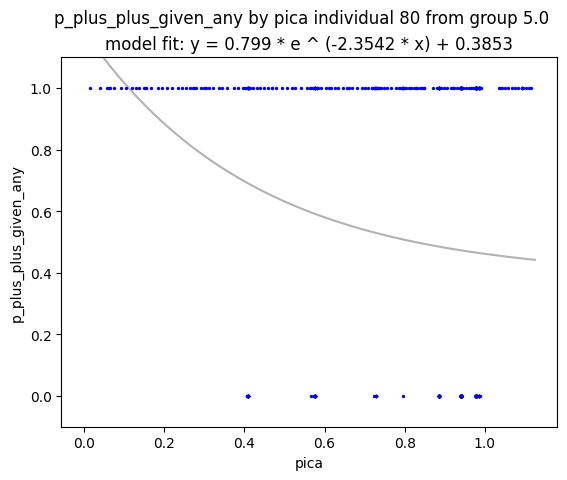 p_plus_plus_given_any by pica individual 80 from group 5.0
model fit: y = 0.799 * e ^ (-2.3542 * x) + 0.3853
p_plus_plus_given_any
1.0
0.8
0.6
0.4
0.2
0.0
0.0 0.2 0.4 0.6 0.8 1.0
pica